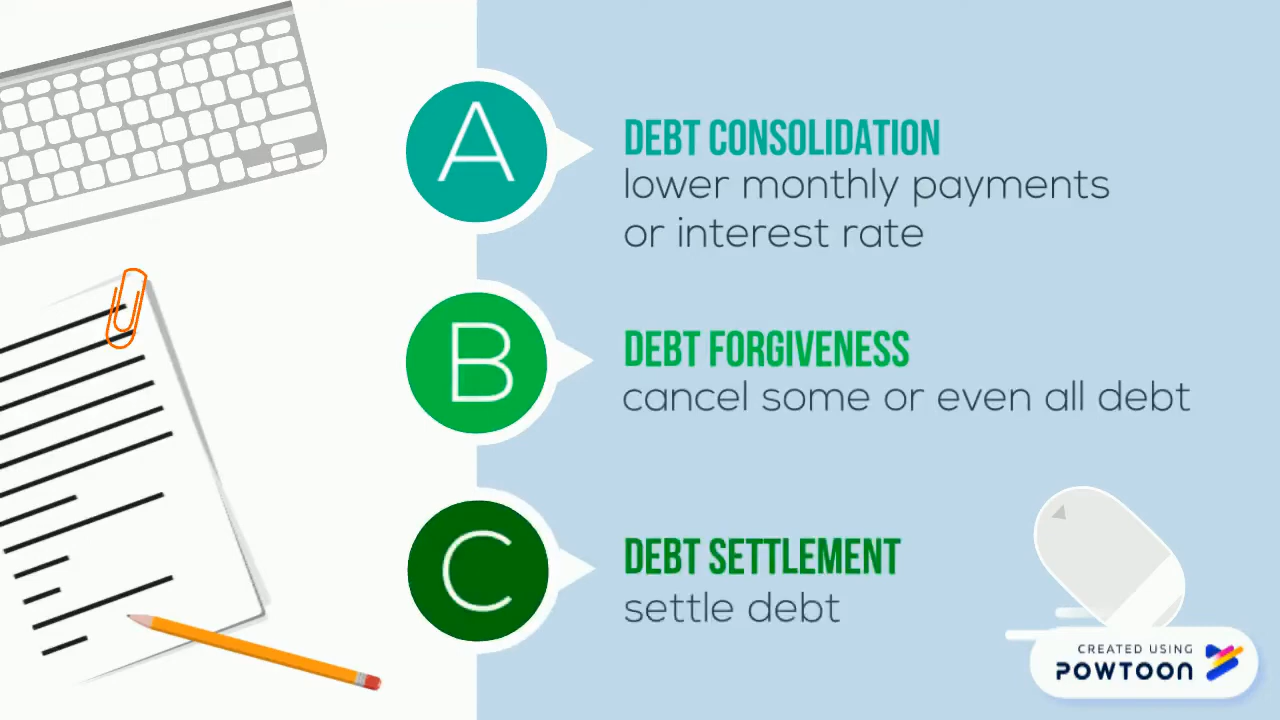 A
DEBT CONSOLIDATION
lower monthly payments
or interest rate
B
DEBT FORGIVENESS
cancel some or even all debt
C
DEBT SETTLEMENT
settle debt
CREATED USING
POWTOON